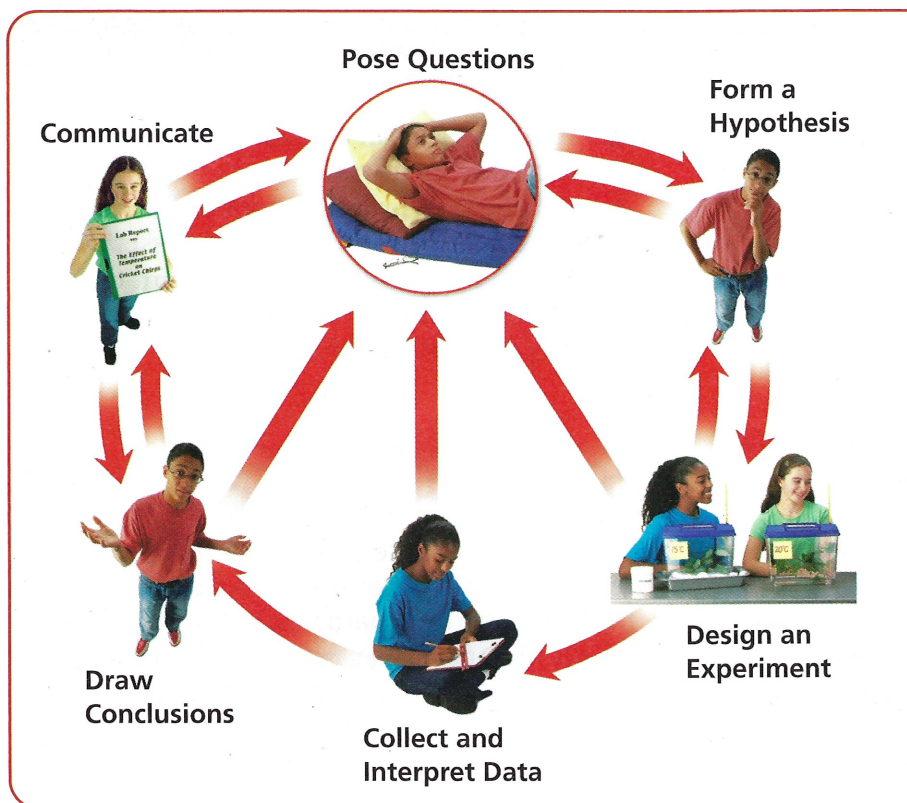 Pose Questions
Form a
Hypothesis
Communicate
Lab Report
The Effect of
Temperature
on
Cricket Chirps
15°C
20°C
Design an
Experiment
Draw
Conclusions
Collect and
Interpret Data